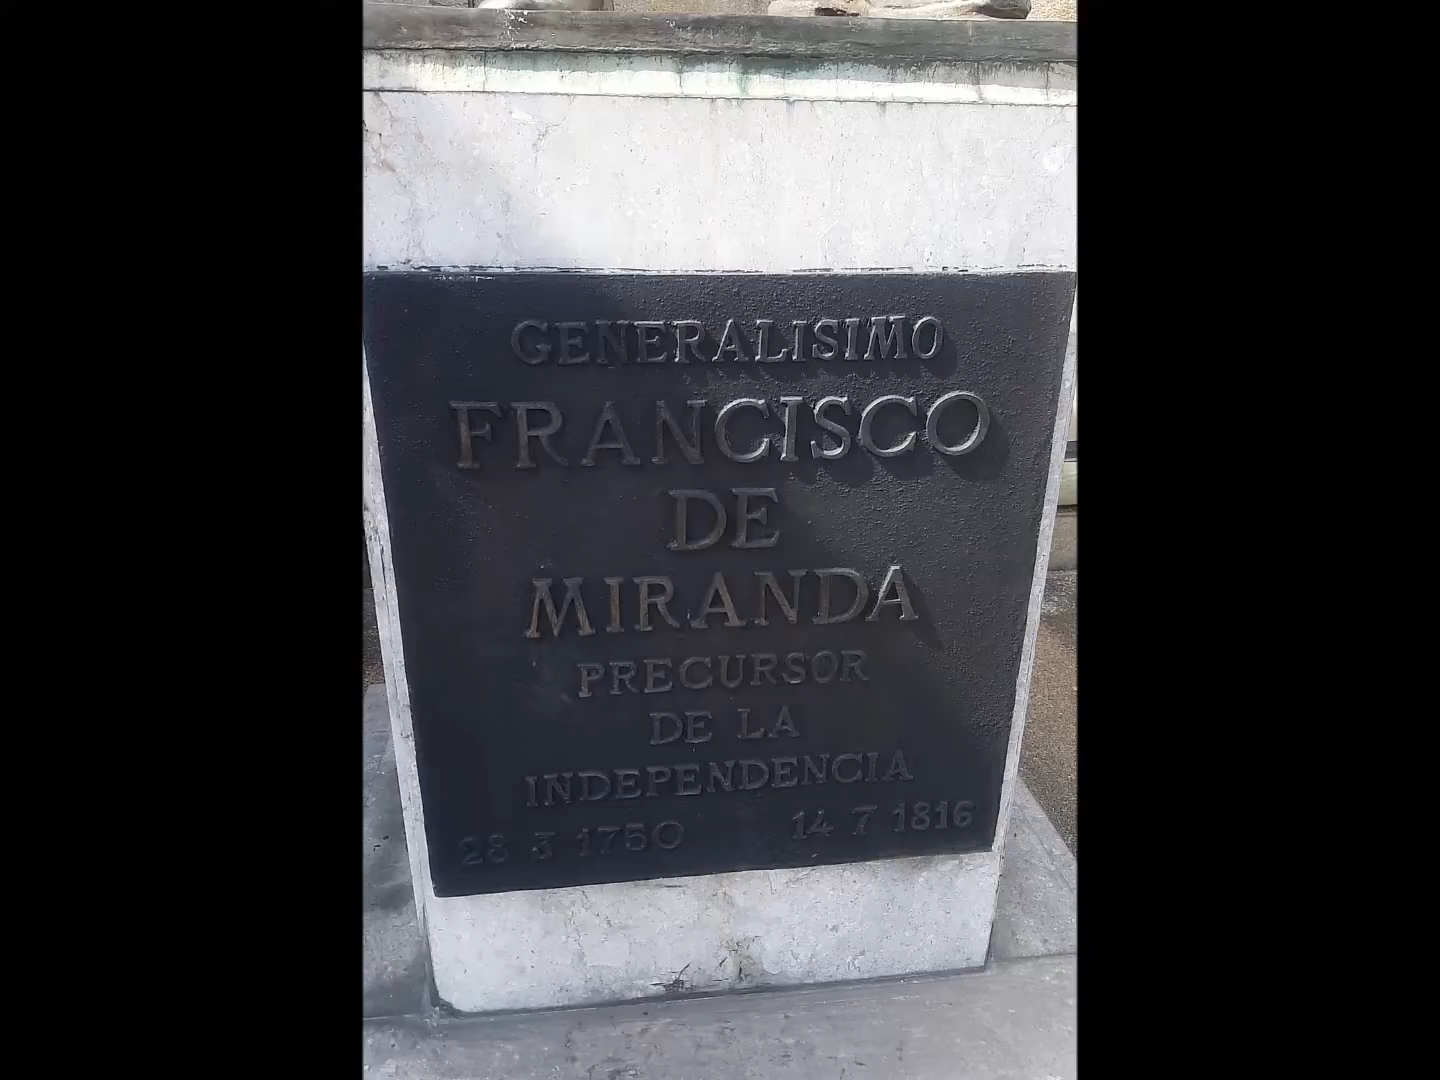 GENERALISIMO
FRANCISCO
DE
MIRANDA
PRECURSOR
DE LA
INDEPENDENCIA
28 3 1750 14 7 1816